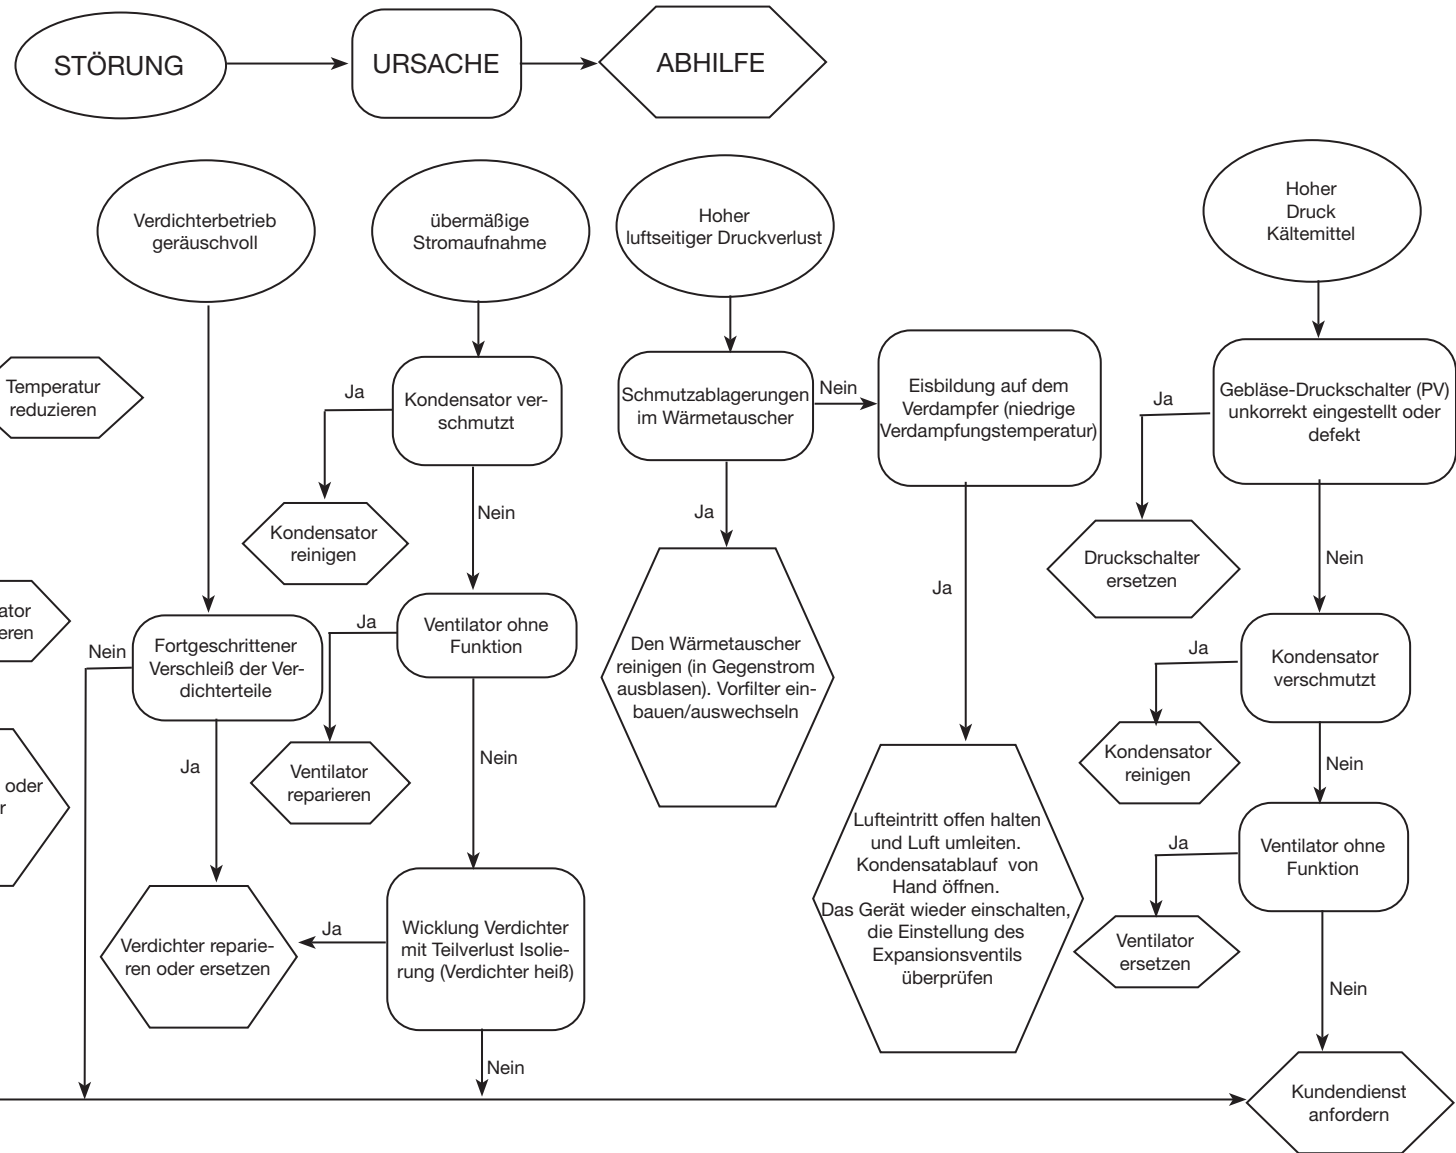 STÖRUNG
URSACHE
ABHILFE
Verdichterbetrieb
geräuschvoll
übermäßige
Stromaufnahme
Hoher
luftseitiger Druckverlust
Hoher
Druck
Kältemittel
Temperatur
reduzieren
Ja
Kondensator ver-
schmutzt
Schmutzablagerungen
im Wärmetauscher
Nein
Eisbildung auf dem
Verdampfer (niedrige
Verdampfungstemperatur)
Ja
Gebläse-Druckschalter (PV)
unkorrekt eingestellt oder
defekt
Kondensator
reinigen
Nein
Ja
Druckschalter
ersetzen
Nein
Ja
ator
eren
Nein
Fortgeschrittener
Verschleiß der Ver-
dichterteile
Ja
Ventilator ohne
Funktion
Den Wärmetauscher
reinigen (in Gegenstrom
ausblasen). Vorfilter ein-
bauen/auswechseln
Ja
Kondensator
verschmutzt
oder
r
Ja
Ventilator
reparieren
Nein
Kondensator
reinigen
Nein
Lufteintritt offen halten
und Luft umleiten.
Kondensatablauf von
Hand öffnen.
Das Gerät wieder einschalten,
die Einstellung des
Expansionsventils
überprüfen
Ja
Ventilator ohne
Funktion
Verdichter reparie-
ren oder ersetzen
Ja
Wicklung Verdichter
mit Teilverlust Isolie-
rung (Verdichter heiß)
Ventilator
ersetzen
Nein
Nein
Kundendienst
anfordern